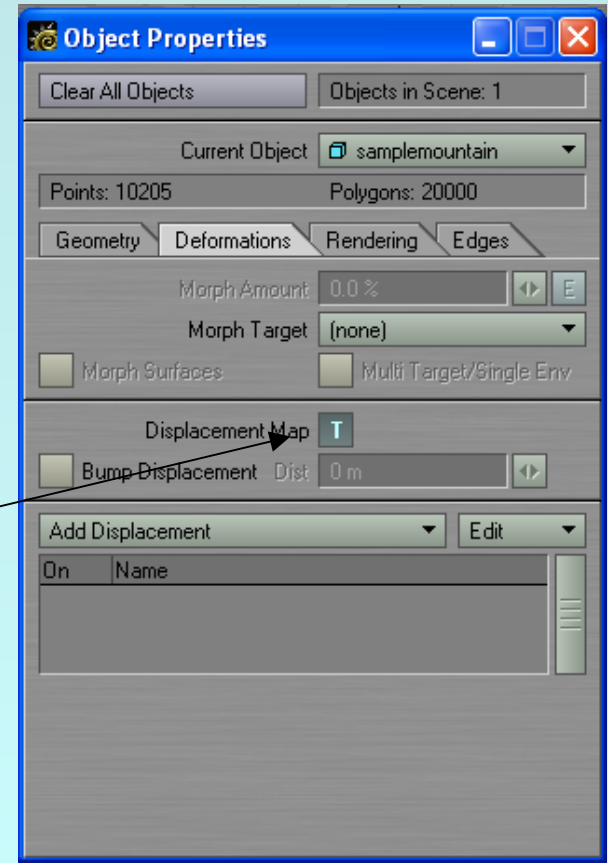 Object Properties
Clear All Objects Objects in Scene: 1
Current Object samplemountain
Points: 10205 Polygons: 20000
Geometry Deformations Rendering Edges
Morph Amount 0.0 % E
Morph Target (none)
Morph Surfaces Multi Target/Single Env
Displacement Map T
Bump Displacement Dist 0 m
Add Displacement Edit
On Name